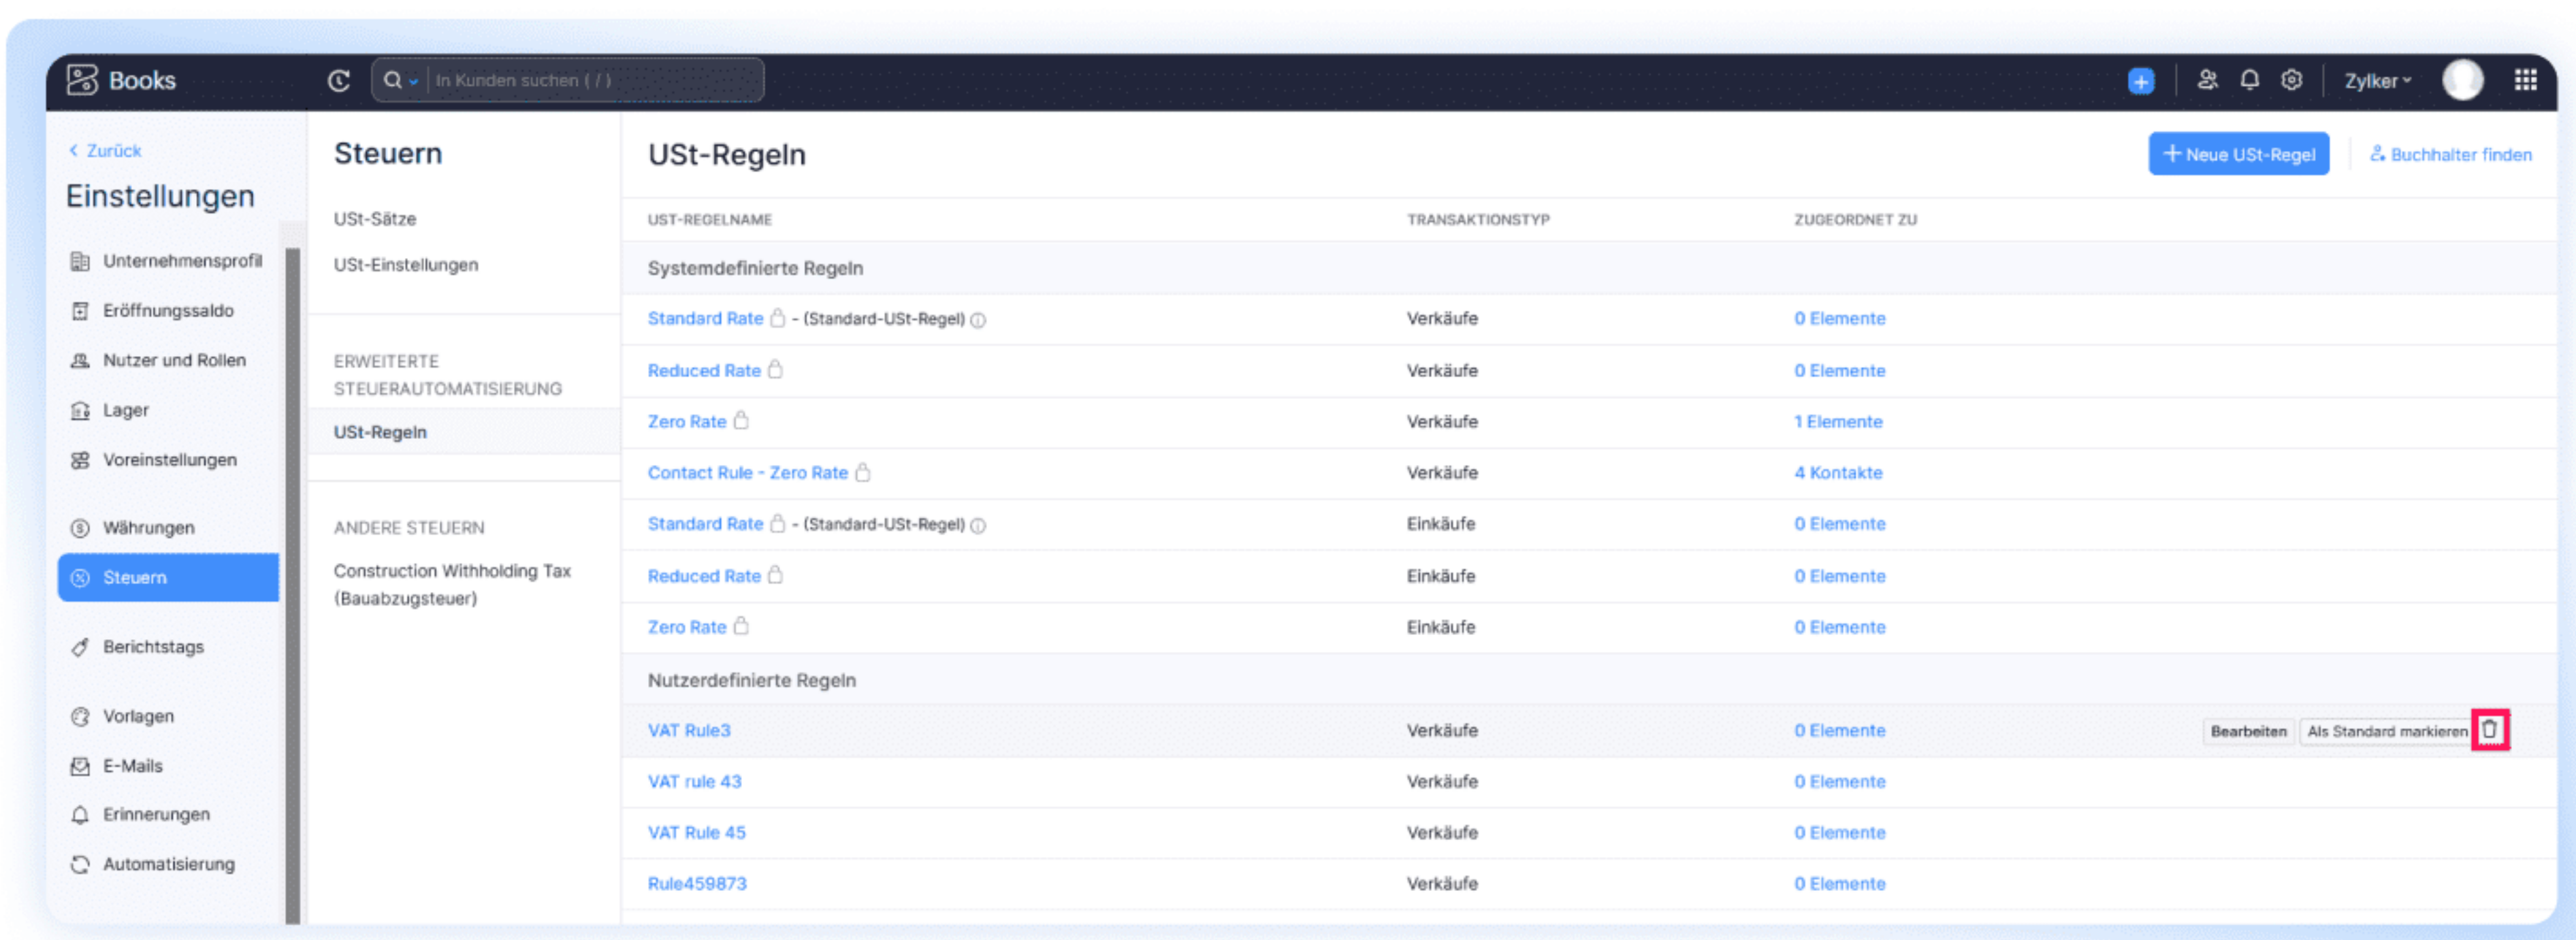 Books
In Kunden suchen ( / )
Zylker
Zurück
Einstellungen
Unternehmensprofil
Eröffnungssaldo
Nutzer und Rollen
Lager
Voreinstellungen
Währungen
Steuern
Berichtstags
Vorlagen
E-Mails
Erinnerungen
Automatisierung
Steuern
USt-Sätze
USt-Einstellungen
ERWEITERTE
STEUERAUTOMATISIERUNG
USt-Regeln
ANDERE STEUERN
Construction Withholding Tax
(Bauabzugsteuer)
USt-Regeln
+ Neue USt-Regel
Buchhalter finden
UST-REGELNAME TRANSAKTIONSTYP ZUGEORDNET ZU
Systemdefinierte Regeln
Standard Rate - (Standard-USt-Regel) Verkäufe 0 Elemente
Reduced Rate Verkäufe 0 Elemente
Zero Rate Verkäufe 1 Elemente
Contact Rule - Zero Rate Verkäufe 4 Kontakte
Standard Rate - (Standard-USt-Regel) Einkäufe 0 Elemente
Reduced Rate Einkäufe 0 Elemente
Zero Rate Einkäufe 0 Elemente
Nutzerdefinierte Regeln
VAT Rule3 Verkäufe 0 Elemente Bearbeiten Als Standard markieren
VAT rule 43 Verkäufe 0 Elemente
VAT Rule 45 Verkäufe 0 Elemente
Rule459873 Verkäufe 0 Elemente